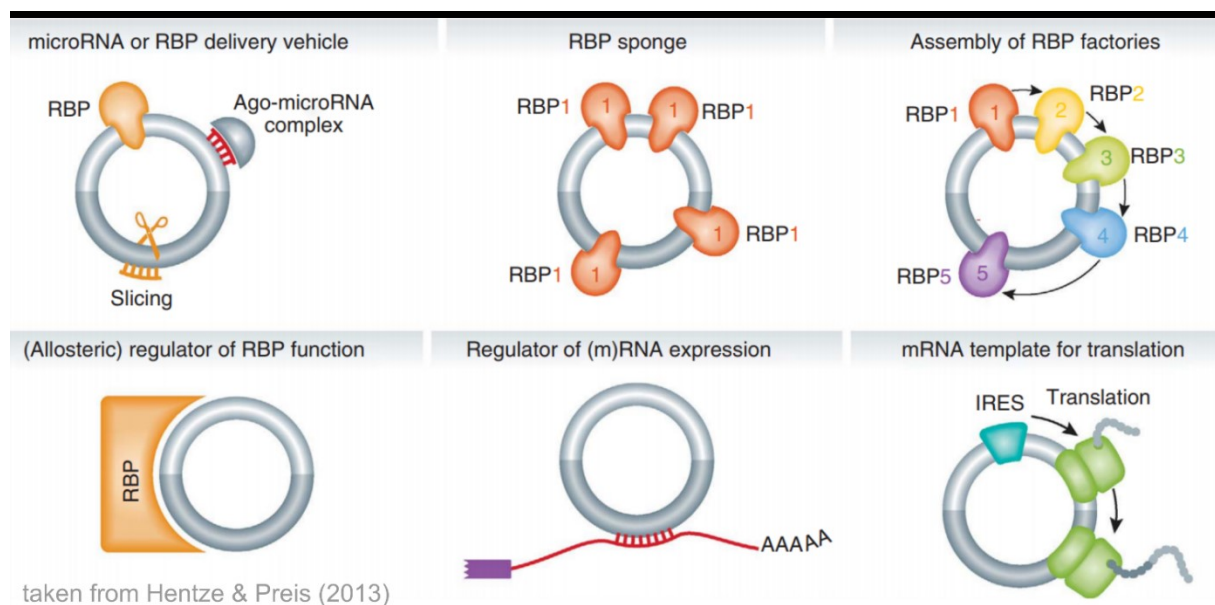 microRNA or RBP delivery vehicle
RBP
Ago-microRNA
complex
Slicing
RBP sponge
RBP1
1
1
RBP1
1
RBP1
RBP1
1
Assembly of RBP factories
RBP1
1
2
RBP2
3
RBP3
4
RBP4
RBP5
5
(Allosteric) regulator of RBP function
RBP
Regulator of (m)RNA expression
AAAAA
mRNA template for translation
IRES
Translation
taken from Hentze & Preis (2013)